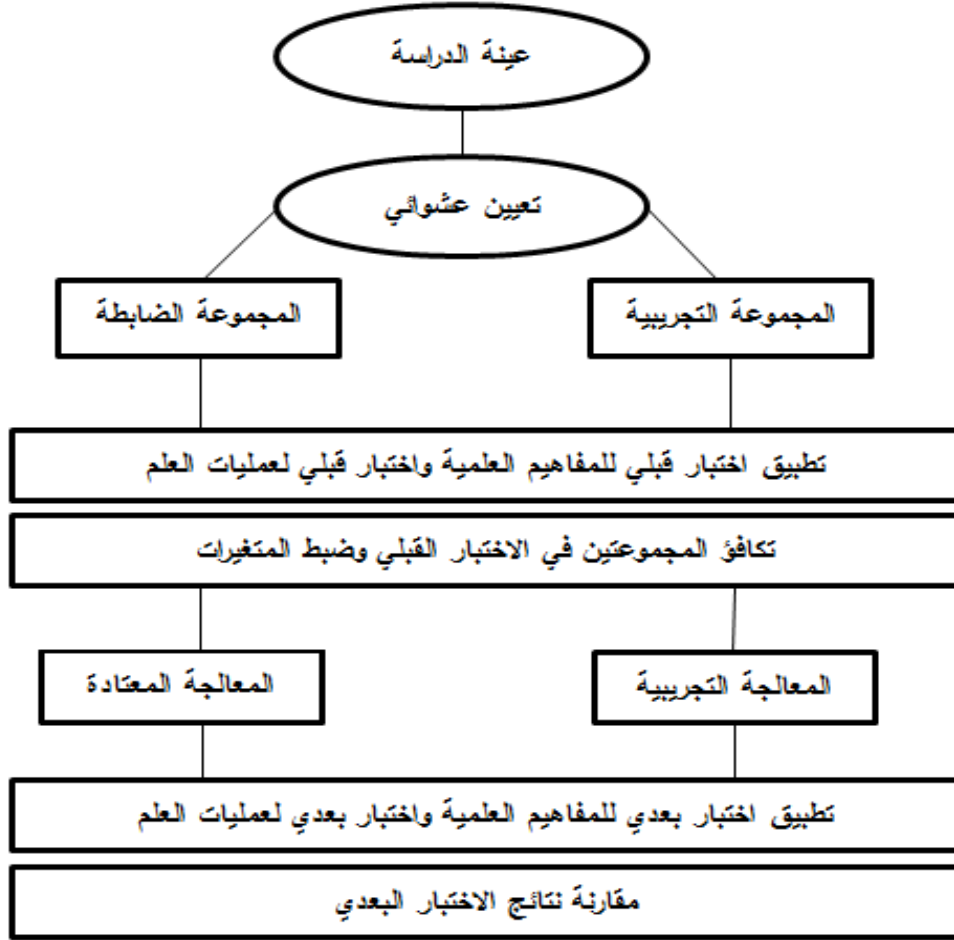 عينة الدراسة
تعيين عشوائي
المجموعة التجريبية
المجموعة الضابطة
تطبيق اختبار قبلي للمفاهيم العلمية واختبار قبلي لعمليات العلم
تكافؤ المجموعتين في الاختبار القبلي وضبط المتغيرات
المعالجة التجريبية
المعالجة المعتادة
تطبيق اختبار بعدي للمفاهيم العلمية واختبار بعدي لعمليات العلم
مقارنة نتائج الاختبار البعدي